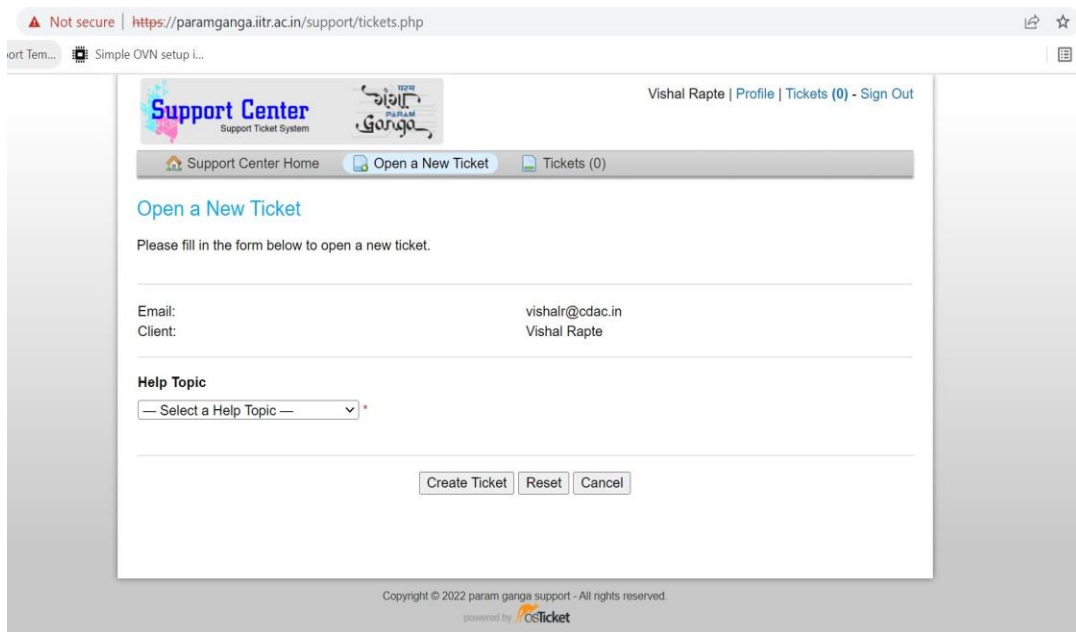 Not secure | https://paramganga.iitr.ac.in/support/tickets.php
ort Tem... Simple OVN setup i...
Support Center
Support Ticket System
परम
गंगा
PARAM
Ganga
Vishal Rapte | Profile | Tickets (0) - Sign Out
Support Center Home Open a New Ticket Tickets (0)
Open a New Ticket
Please fill in the form below to open a new ticket.
Email: vishalr@cdac.in
Client: Vishal Rapte
Help Topic
— Select a Help Topic — *
Create Ticket Reset Cancel
Copyright © 2022 param ganga support - All rights reserved.
powered by osTicket